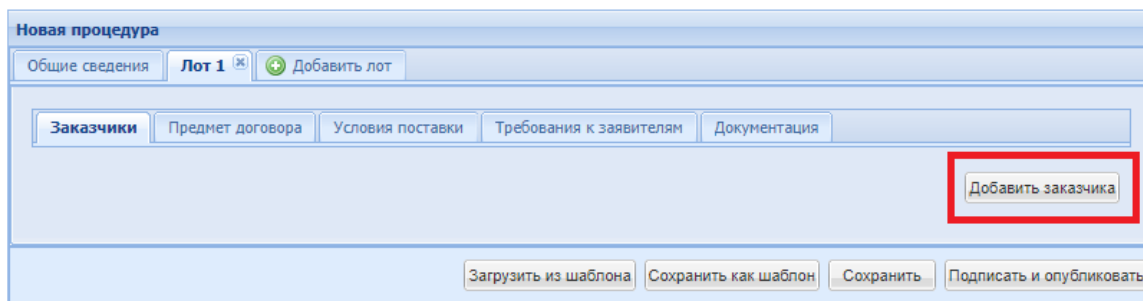 Новая процедура
Общие сведения Лот 1 Добавить лот
Заказчики Предмет договора Условия поставки Требования к заявителям Документация
Добавить заказчика
Загрузить из шаблона Сохранить как шаблон Сохранить Подписать и опубликовать